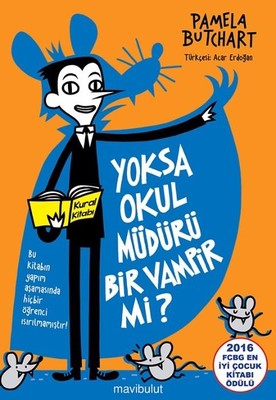 PAMELA
BUTCHART
Türkçesi: Acar Erdoğan
YOKSA
OKUL
MÜDÜRÜ
BİR VAMPİR
Mİ?
Kural
Kitabı
Bu
kitabın
yapım
aşamasında
hiçbir
öğrenci
ısırılmamıştır!
2016
FCBG EN
İYİ ÇOCUK
KİTABI
ÖDÜLÜ
mavibulut